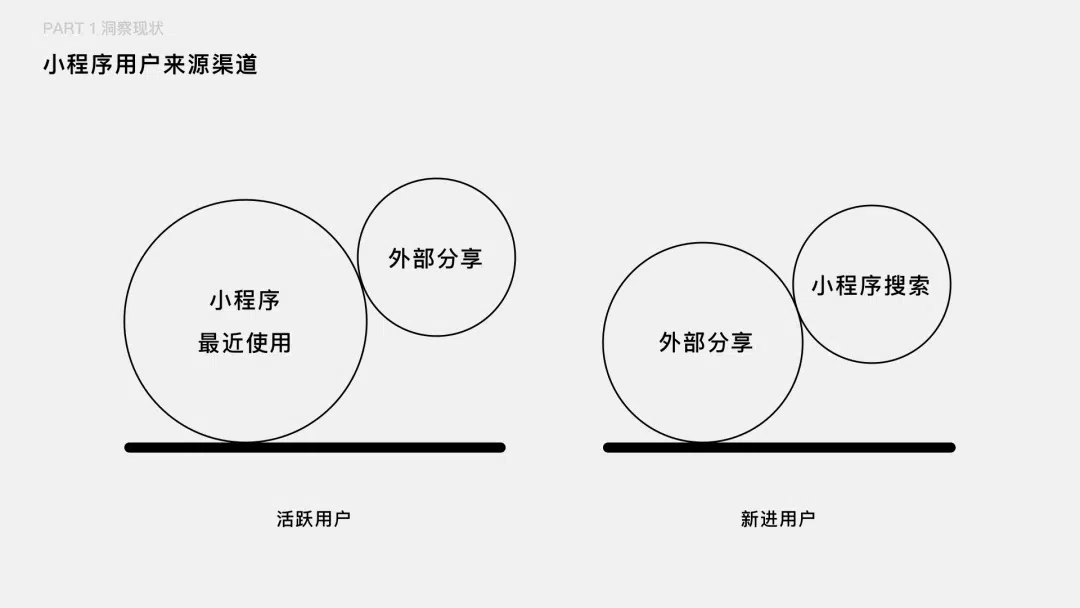 PART 1 洞察现状
小程序用户来源渠道
小程序
最近使用
外部分享
活跃用户
外部分享
小程序搜索
新进用户